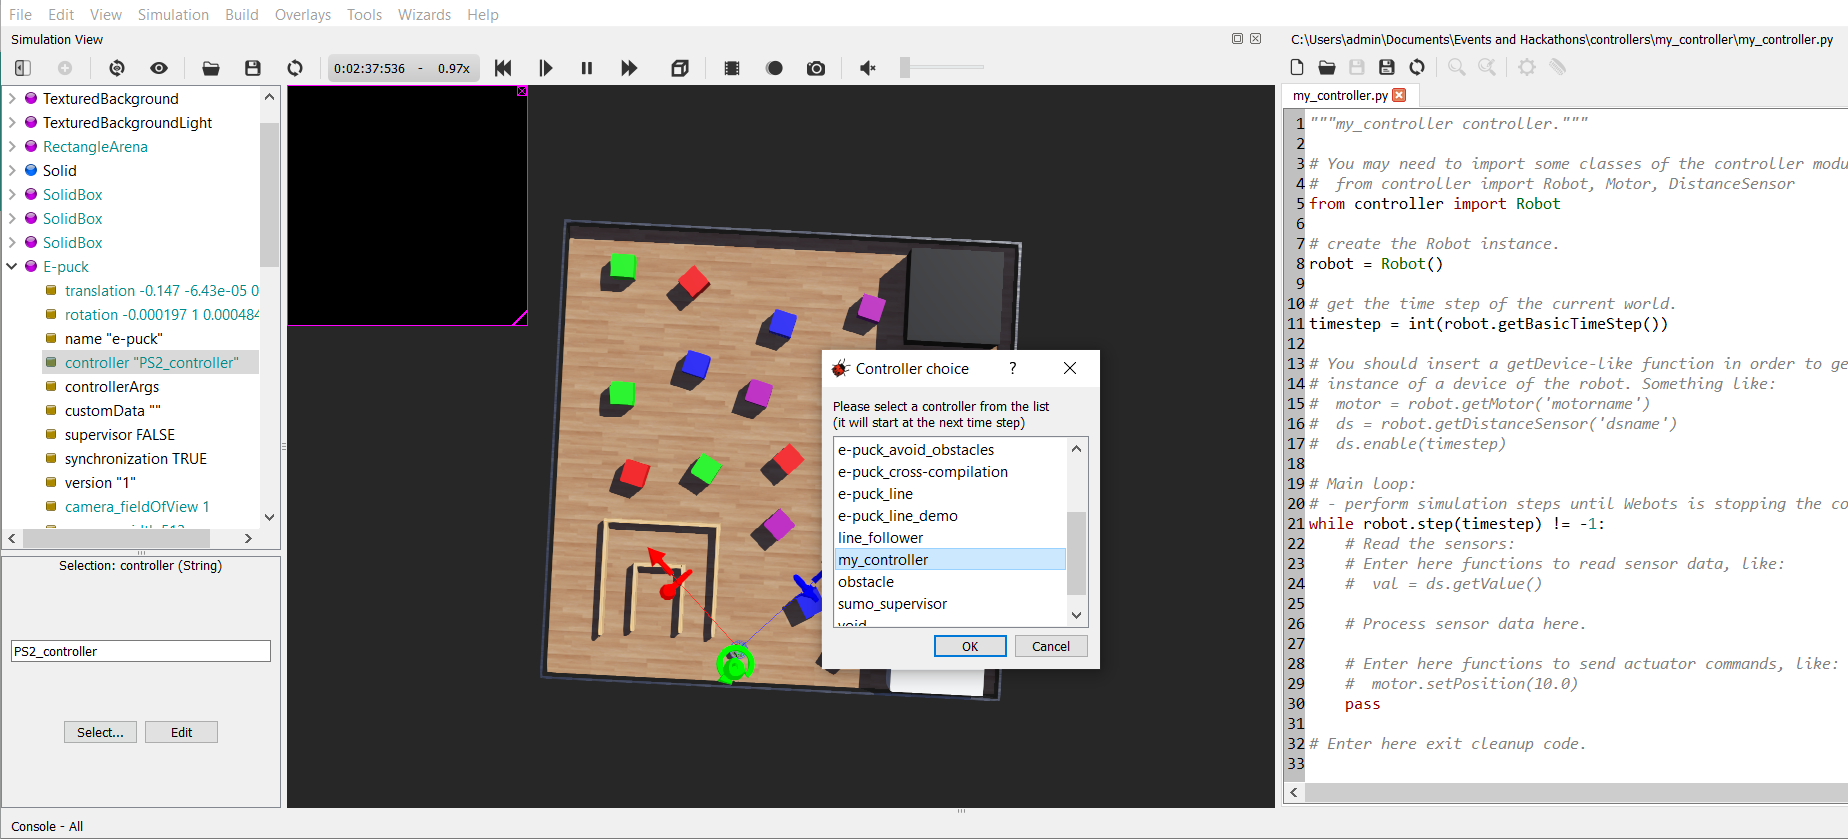 File Edit View Simulation Build Overlays Tools Wizards Help
Simulation View
0:02:37:536 - 0.97x
TexturedBackground
TexturedBackgroundLight
RectangleArena
Solid
SolidBox
SolidBox
SolidBox
E-puck
translation -0.147 -6.43e-05 0
rotation -0.000197 1 0.000484
name "e-puck"
controller "PS2_controller"
controllerArgs
customData ""
supervisor FALSE
synchronization TRUE
version "1"
camera_fieldOfView 1
Selection: controller (String)
PS2_controller
Select... Edit
Console - All
Controller choice ?
Please select a controller from the list
(it will start at the next time step)
e-puck_avoid_obstacles
e-puck_cross-compilation
e-puck_line
e-puck_line_demo
line_follower
my_controller
obstacle
sumo_supervisor
void
OK Cancel
C:\Users\admin\Documents\Events and Hackathons\controllers\my_controller\my_controller.py
my_controller.py
1 """my_controller controller."""
2
3 # You may need to import some classes of the controller modu
4 #  from controller import Robot, Motor, DistanceSensor
5 from controller import Robot
6
7 # create the Robot instance.
8 robot = Robot()
9
10 # get the time step of the current world.
11 timestep = int(robot.getBasicTimeStep())
12
13 # You should insert a getDevice-like function in order to ge
14 # instance of a device of the robot. Something like:
15 #  motor = robot.getMotor('motorname')
16 #  ds = robot.getDistanceSensor('dsname')
17 #  ds.enable(timestep)
18
19 # Main loop:
20 # - perform simulation steps until Webots is stopping the co
21 while robot.step(timestep) != -1:
22     # Read the sensors:
23     # Enter here functions to read sensor data, like:
24     #  val = ds.getValue()
25
26     # Process sensor data here.
27
28     # Enter here functions to send actuator commands, like:
29     #  motor.setPosition(10.0)
30     pass
31
32 # Enter here exit cleanup code.
33